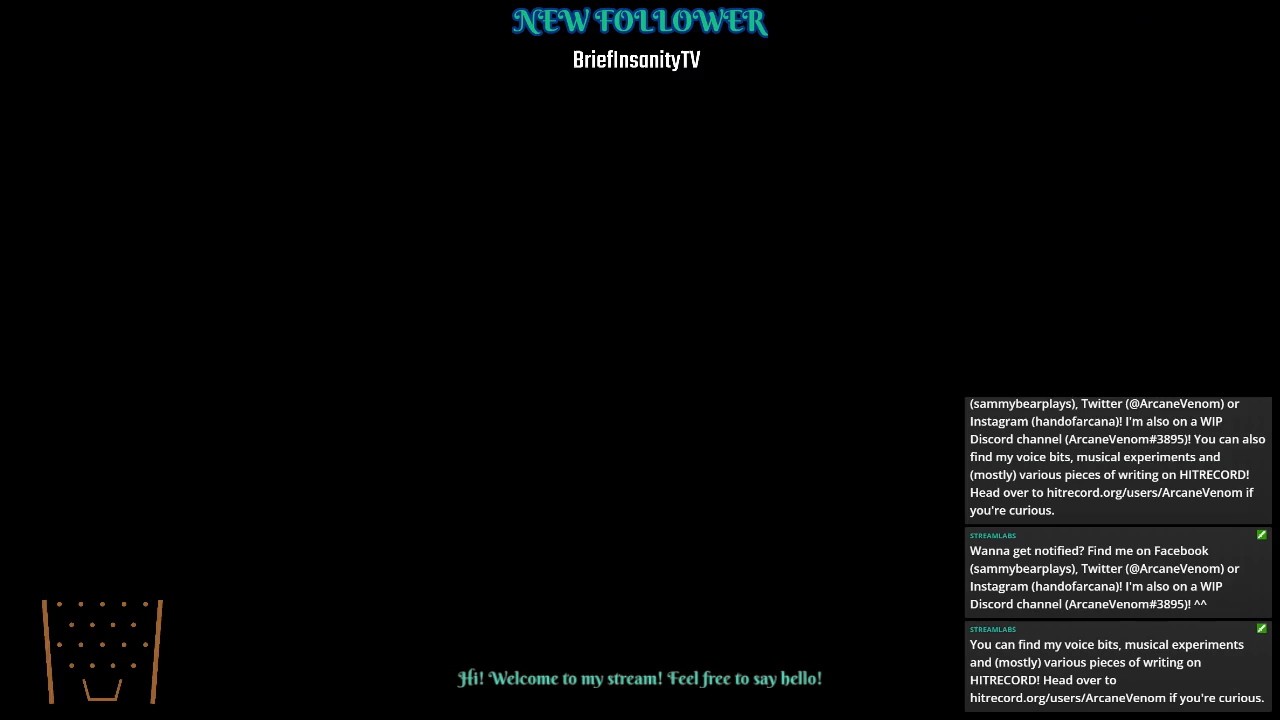 NEW FOLLOWER
BriefInsanityTV
(sammybearplays), Twitter (@ArcaneVenom) or
Instagram (handofarcana)! I'm also on a WIP
Discord channel (ArcaneVenom#3895)! You can also
find my voice bits, musical experiments and
(mostly) various pieces of writing on HITRECORD!
Head over to hitrecord.org/users/ArcaneVenom if
you're curious.
STREAMLABS
Wanna get notified? Find me on Facebook
(sammybearplays), Twitter (@ArcaneVenom) or
Instagram (handofarcana)! I'm also on a WIP
Discord channel (ArcaneVenom#3895)! ^^
STREAMLABS
You can find my voice bits, musical experiments
and (mostly) various pieces of writing on
HITRECORD! Head over to
hitrecord.org/users/ArcaneVenom if you're curious.
Hi! Welcome to my stream! Feel free to say hello!